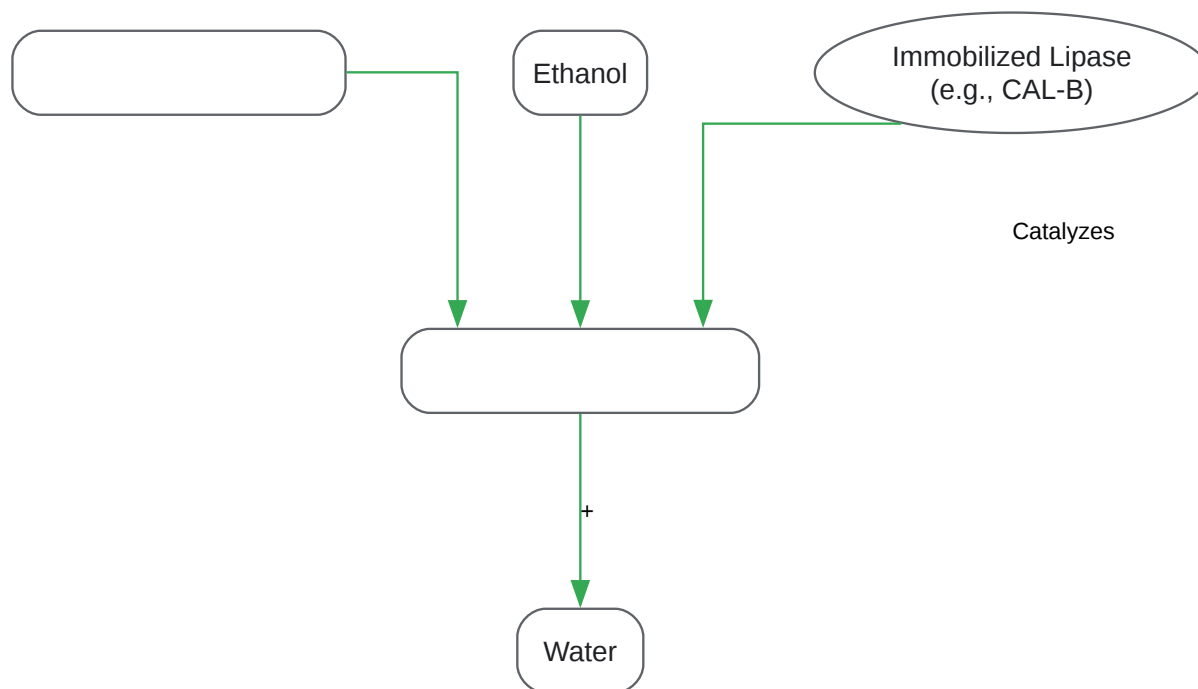 Ethanol
Immobilized Lipase
(e.g., CAL-B)
Catalyzes
+
Water